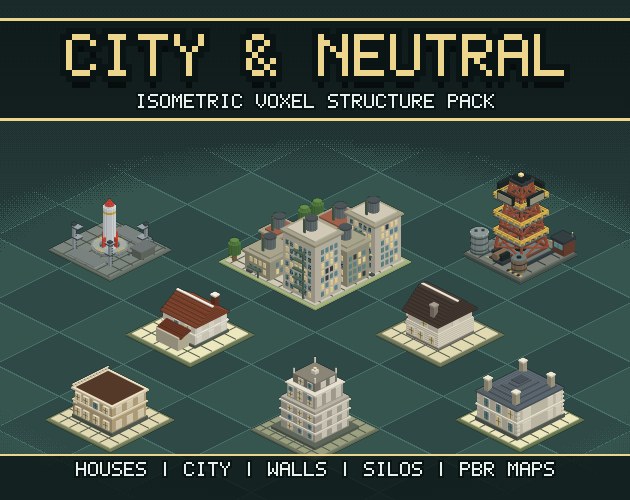 CITY & NEUTRAL
ISOMETRIC VOXEL STRUCTURE PACK
HOUSES | CITY | WALLS | SILOS | PBR MAPS